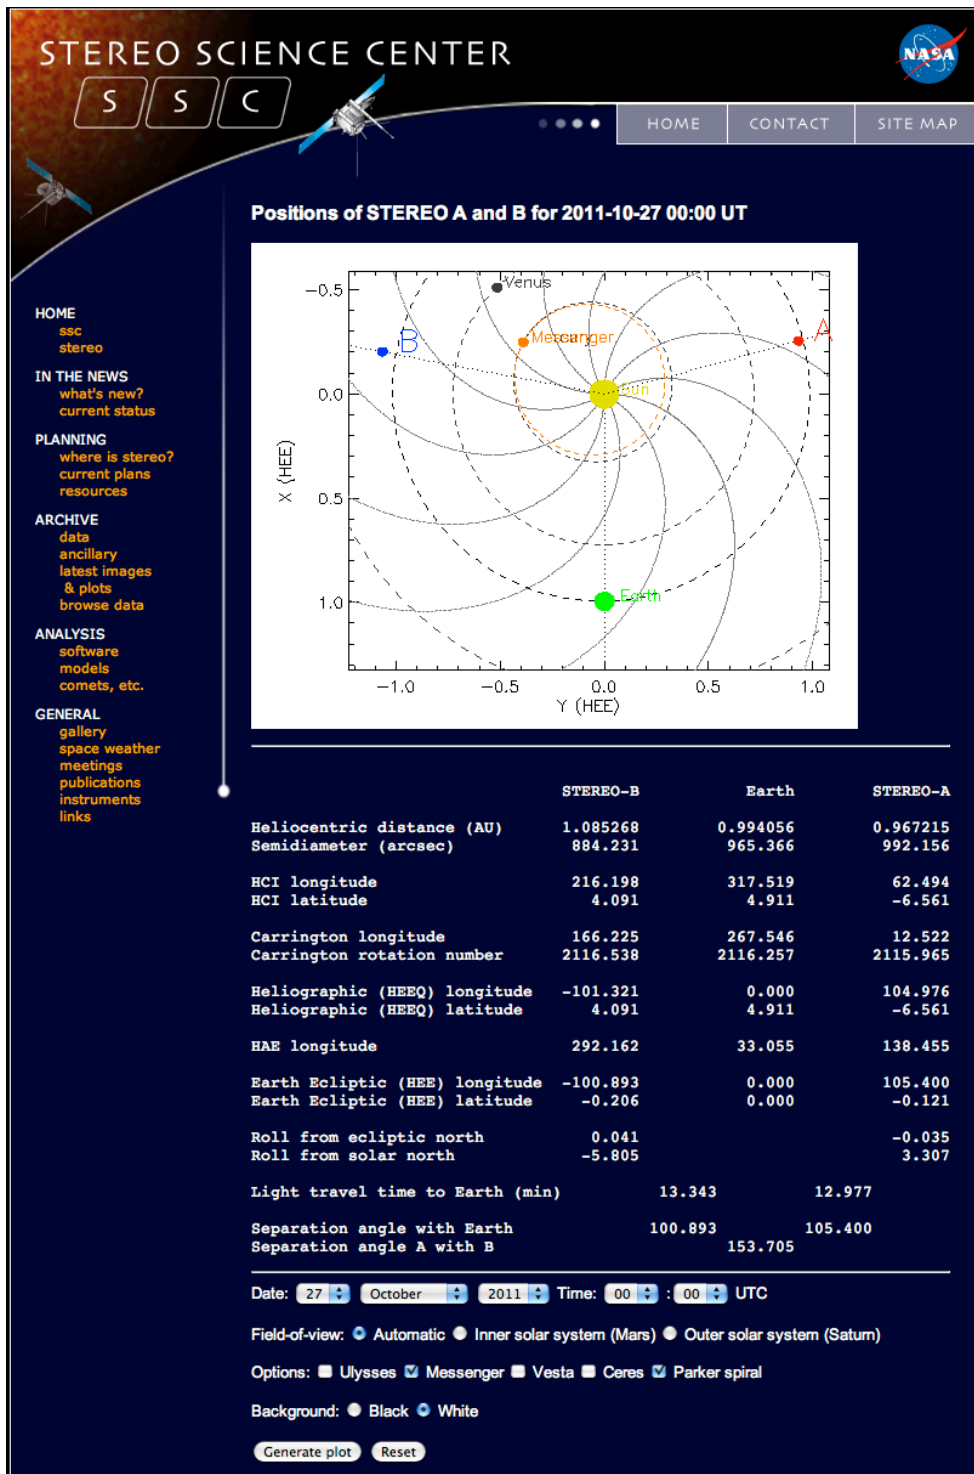 STEREO SCIENCE CENTER
S S C
NASA
HOME CONTACT SITE MAP
HOME
ssc
stereo
IN THE NEWS
what's new?
current status
PLANNING
where is stereo?
current plans
resources
ARCHIVE
data
ancillary
latest images
& plots
browse data
ANALYSIS
software
models
comets, etc.
GENERAL
gallery
space weather
meetings
publications
instruments
links
Positions of STEREO A and B for 2011-10-27 00:00 UT
Venus
-0.5
A
B
Messenger
0.0
Sun
X (HEE)
0.5
Earth
1.0
-1.0 -0.5 0.0 0.5 1.0
Y (HEE)
STEREO-B Earth STEREO-A
Heliocentric distance (AU) 1.085268 0.994056 0.967215
Semidiameter (arcsec) 884.231 965.366 992.156
HCI longitude 216.198 317.519 62.494
HCI latitude 4.091 4.911 -6.561
Carrington longitude 166.225 267.546 12.522
Carrington rotation number 2116.538 2116.257 2115.965
Heliographic (HEEQ) longitude -101.321 0.000 104.976
Heliographic (HEEQ) latitude 4.091 4.911 -6.561
HAE longitude 292.162 33.055 138.455
Earth Ecliptic (HEE) longitude -100.893 0.000 105.400
Earth Ecliptic (HEE) latitude -0.206 0.000 -0.121
Roll from ecliptic north 0.041 -0.035
Roll from solar north -5.805 3.307
Light travel time to Earth (min) 13.343 12.977
Separation angle with Earth 100.893 105.400
Separation angle A with B 153.705
Date: 27 October 2011 Time: 00 : 00 UTC
Field-of-view: Automatic Inner solar system (Mars) Outer solar system (Saturn)
Options: Ulysses Messenger Vesta Ceres Parker spiral
Background: Black White
Generate plot Reset